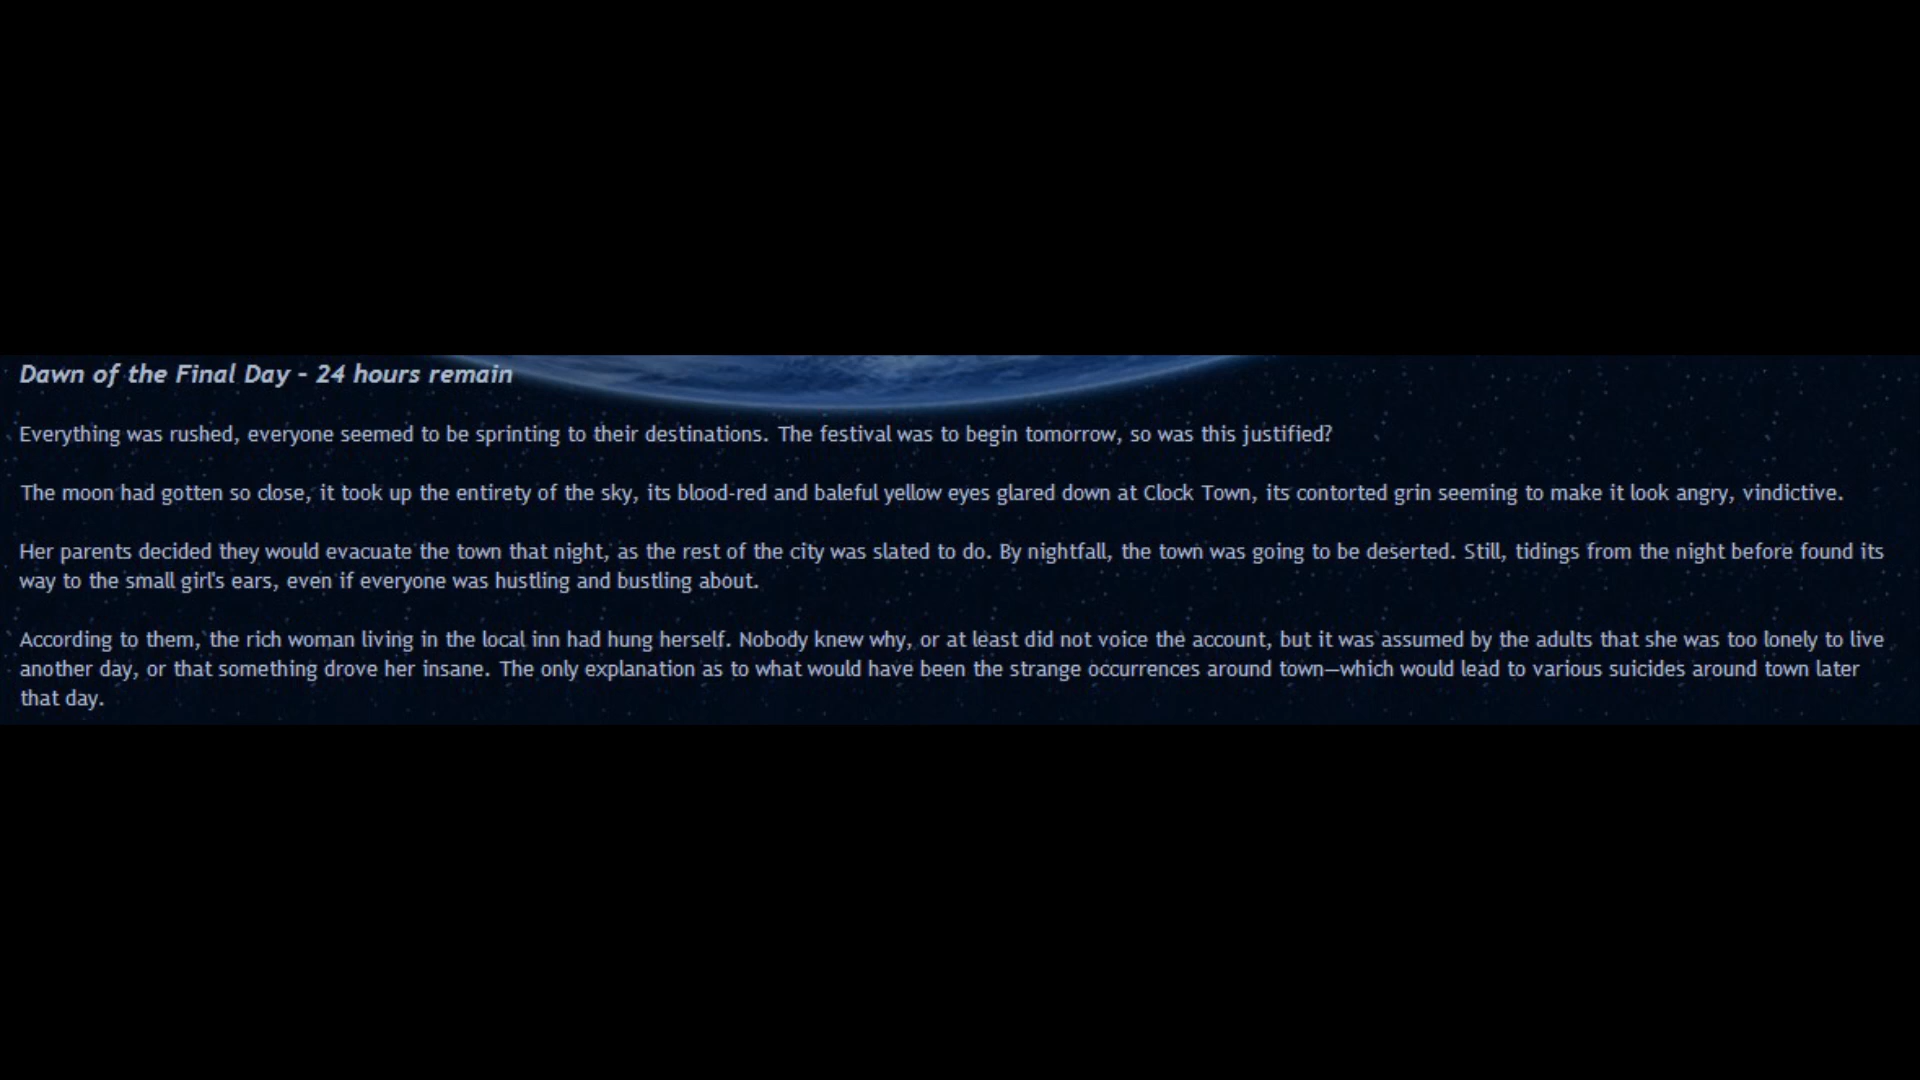 Dawn of the Final Day - 24 hours remain
Everything was rushed, everyone seemed to be sprinting to their destinations. The festival was to begin tomorrow, so was this justified?
The moon had gotten so close, it took up the entirety of the sky, its blood-red and baleful yellow eyes glared down at Clock Town, its contorted grin seeming to make it look angry, vindictive.
Her parents decided they would evacuate the town that night, as the rest of the city was slated to do. By nightfall, the town was going to be deserted. Still, tidings from the night before found its
way to the small girl's ears, even if everyone was hustling and bustling about.
According to them, the rich woman living in the local inn had hung herself. Nobody knew why, or at least did not voice the account, but it was assumed by the adults that she was too lonely to live
another day, or that something drove her insane. The only explanation as to what would have been the strange occurrences around town—which would lead to various suicides around town later
that day.